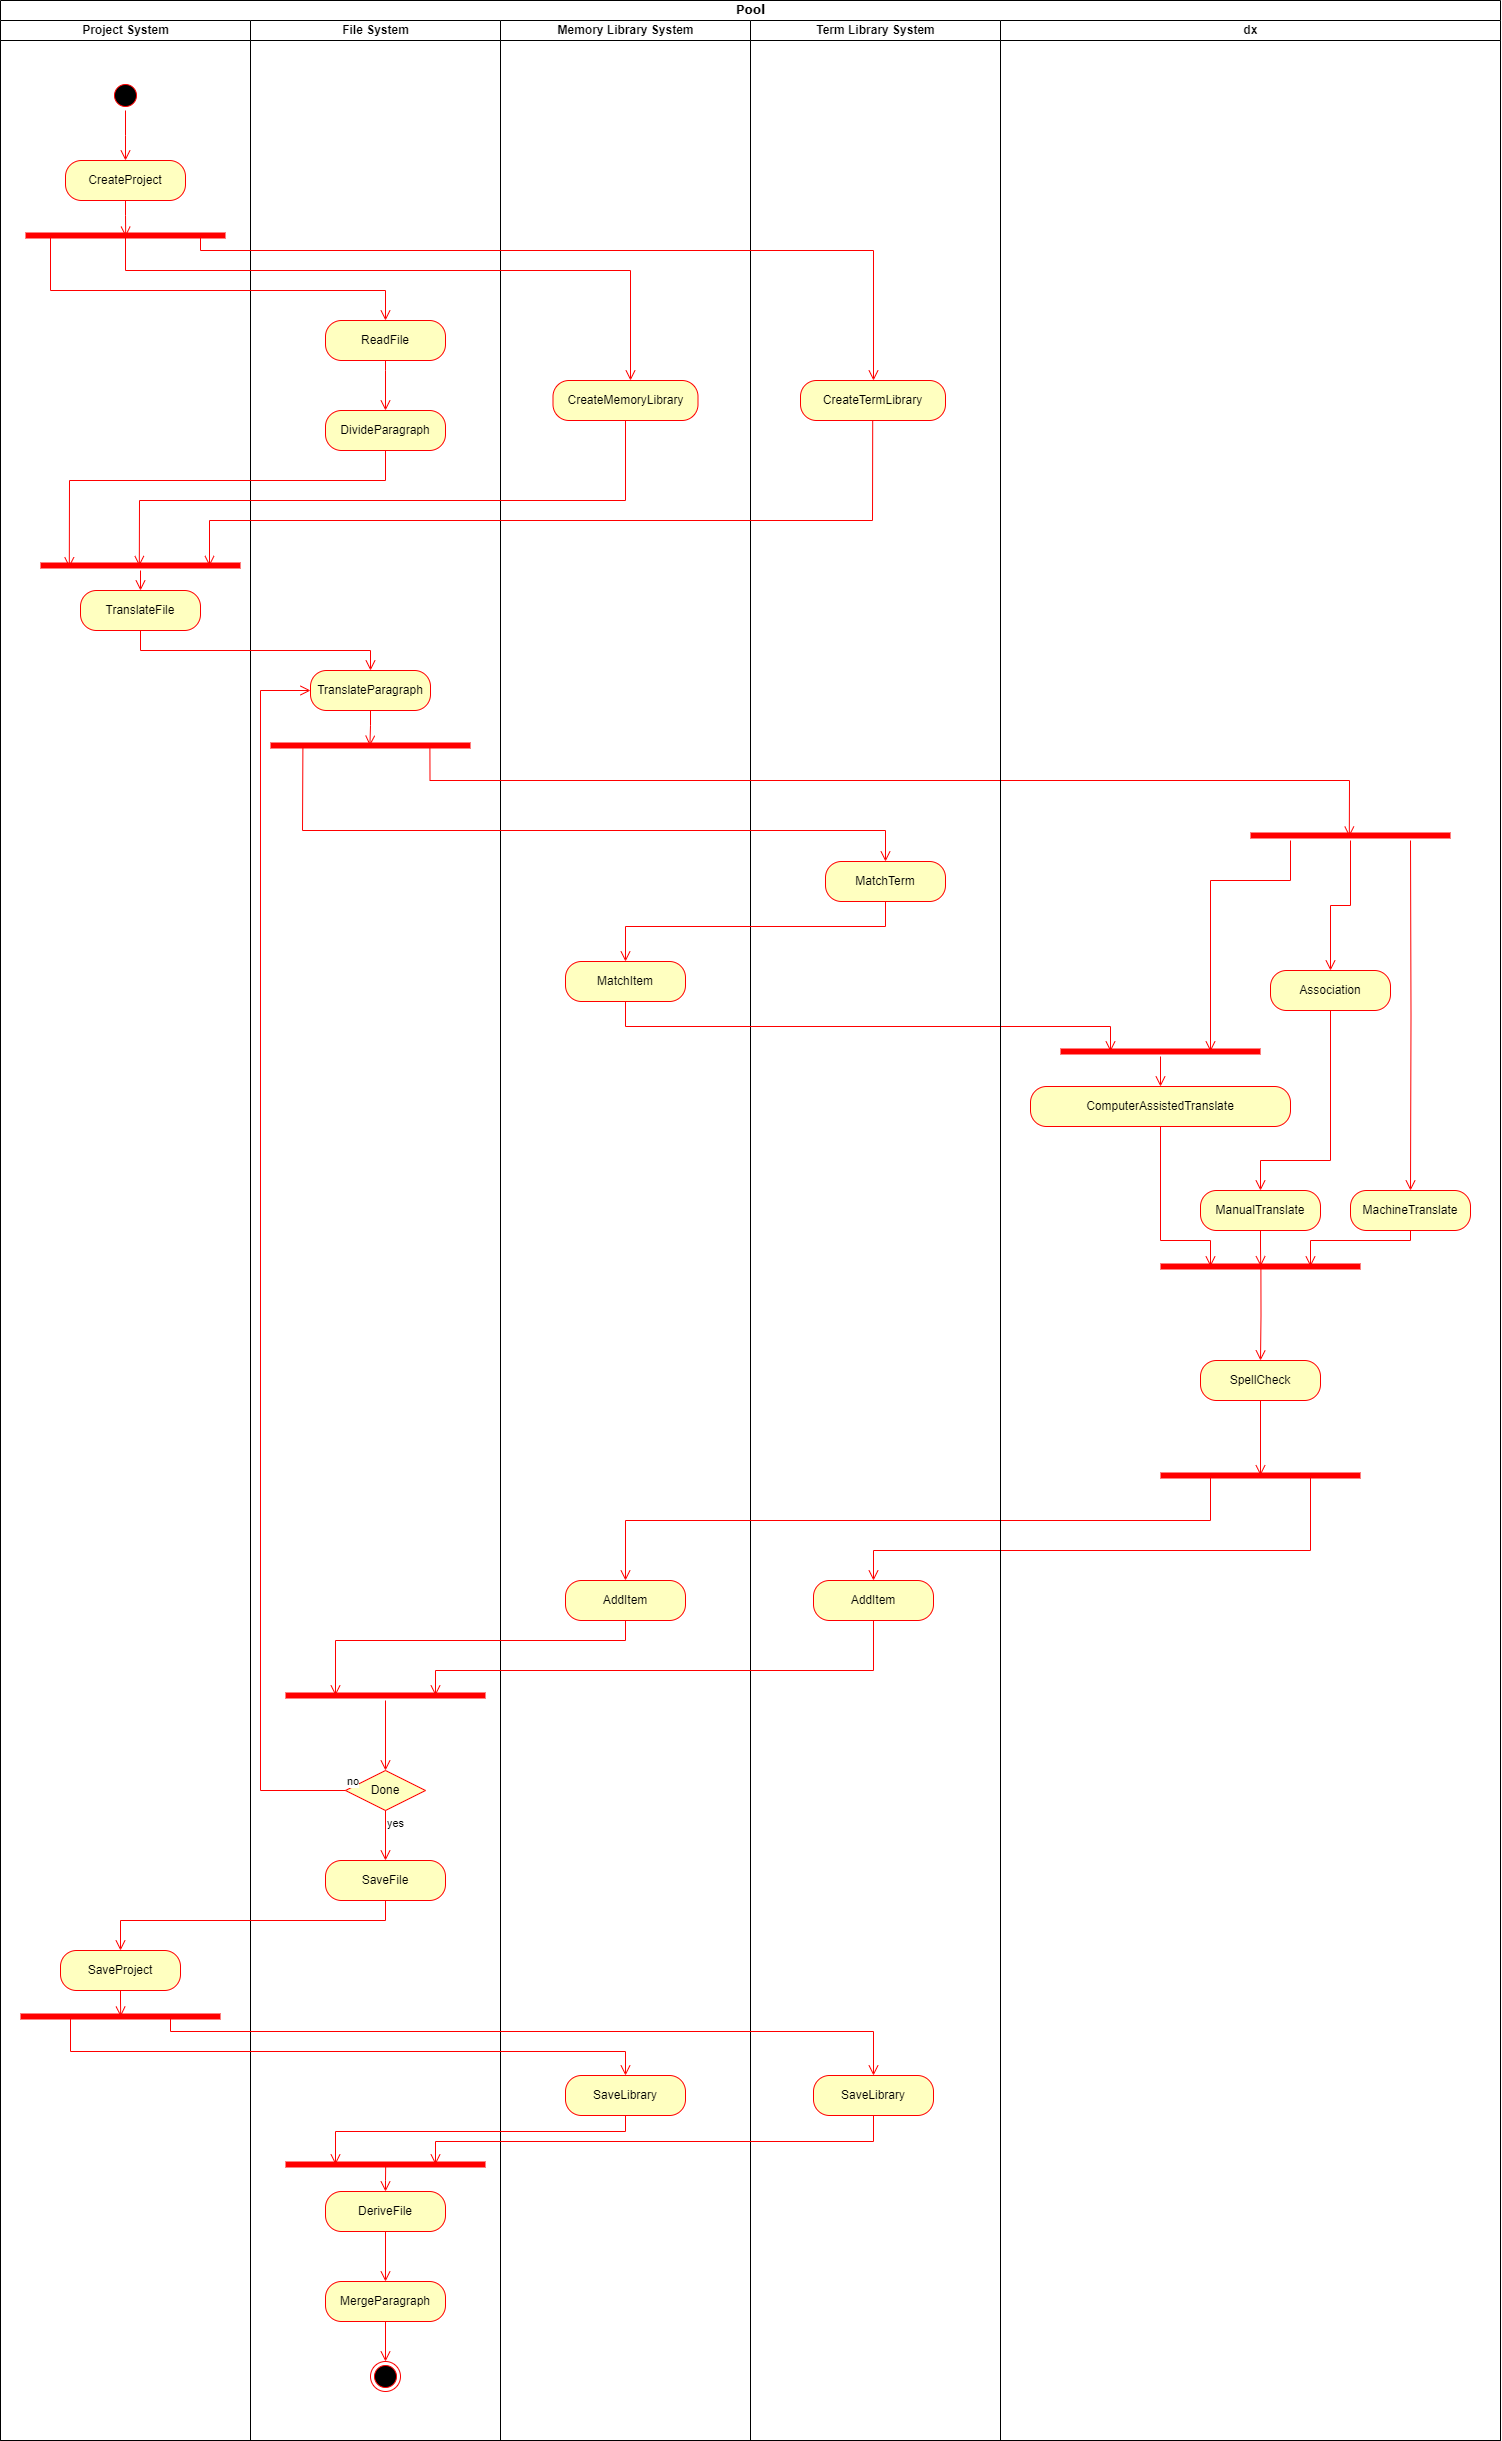 Pool
Project System
File System
Memory Library System
Term Library System
dx
CreateProject
ReadFile
CreateMemoryLibrary
CreateTermLibrary
DivideParagraph
TranslateFile
TranslateParagraph
MatchTerm
MatchItem
Association
ComputerAssistedTranslate
ManualTranslate
MachineTranslate
SpellCheck
AddItem
AddItem
no
Done
yes
SaveFile
SaveProject
SaveLibrary
SaveLibrary
DeriveFile
MergeParagraph